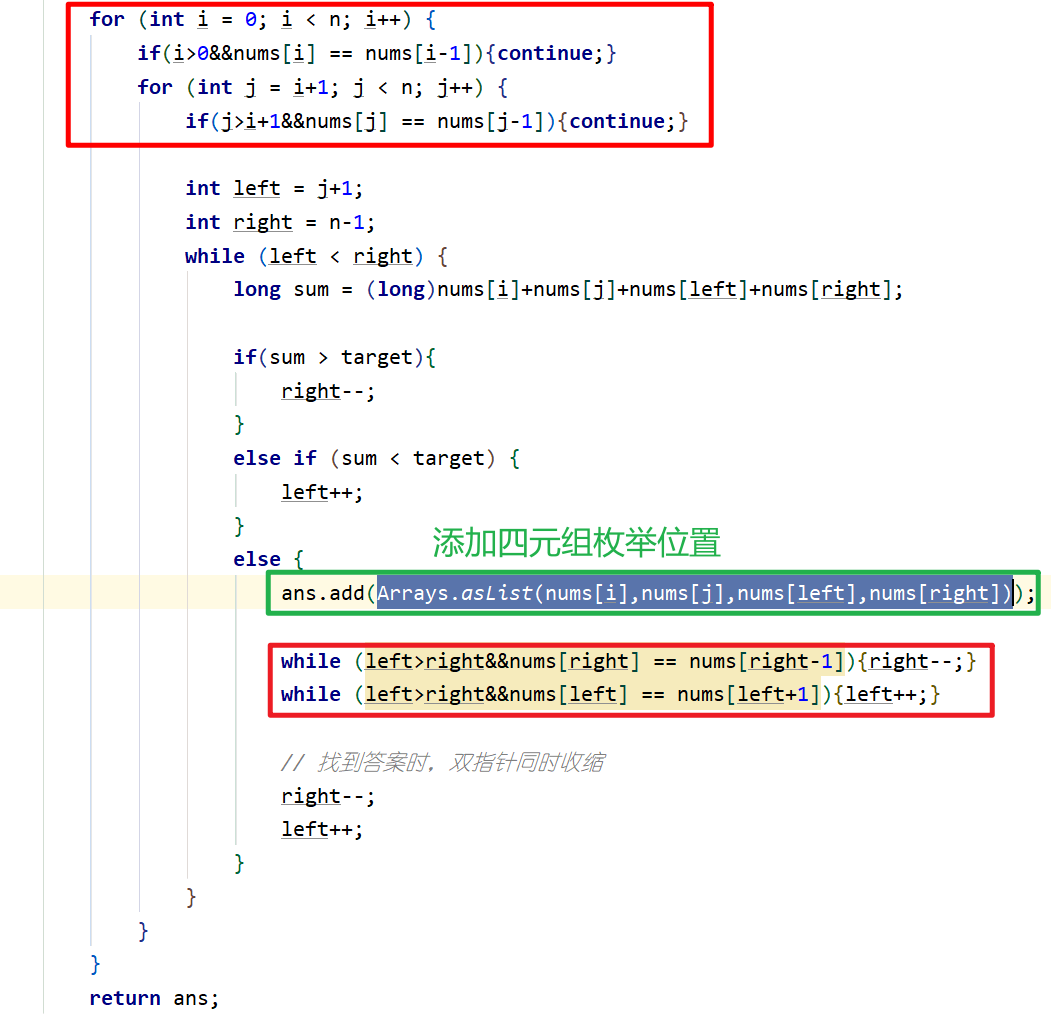 for (int i = 0; i < n; i++) {
if(i>0&&nums[i] == nums[i-1]){continue;}
for (int j = i+1; j < n; j++) {
if(j>i+1&&nums[j] == nums[j-1]){continue;}
int left = j+1;
int right = n-1;
while (left < right) {
long sum = (long)nums[i]+nums[j]+nums[left]+nums[right];
if(sum > target){
right--;
}
else if (sum < target) {
left++;
}
添加四元组枚举位置
else {
ans.add(Arrays.asList(nums[i],nums[j],nums[left],nums[right]));
while (left>right&&nums[right] == nums[right-1]){right--;}
while (left>right&&nums[left] == nums[left+1]){left++;}
// 找到答案时，双指针同时收缩
right--;
left++;
}
}
}
}
return ans;